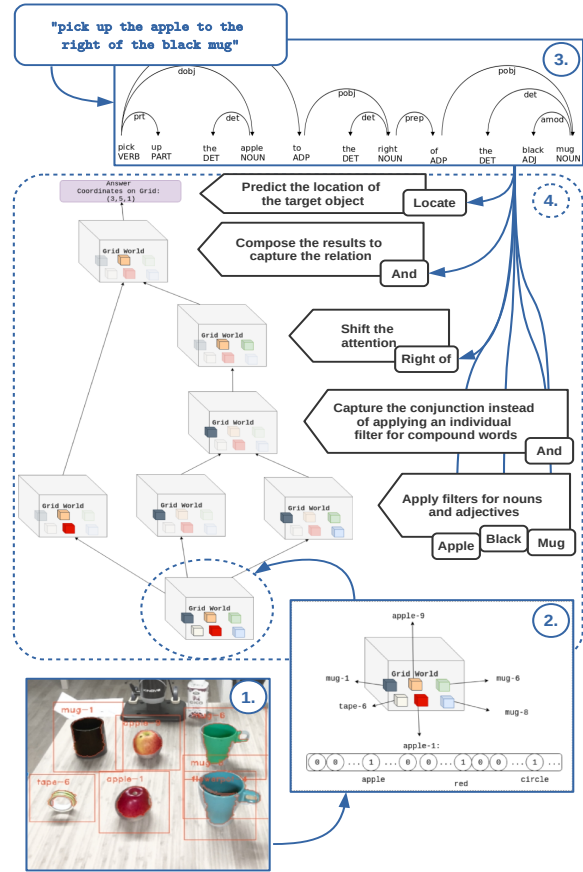 "pick up the apple to the
right of the black mug"
3.
dobj
pobj
det
pobj
prt
det
det
prep
amod
pick up the apple to the right of the black mug
VERB PART DET NOUN ADP DET NOUN ADP DET ADJ NOUN
4.
Answer
Coordinates on Grid:
(3,5,1)
Predict the location of
the target object
Locate
Compose the results to
capture the relation
And
Grid World
Shift the
attention
Right of
Grid World
Capture the conjunction instead
of applying an individual
filter for compound words
And
Grid World
Apply filters for nouns
and adjectives
Apple
Black
Mug
Grid World
Grid World
Grid World
Grid World
2.
apple-9
Grid World
mug-1
mug-6
tape-6
mug-8
apple-1:
0 0 ... 1 ... 0 0 ... 1 0 0 ... 1 ...
apple
red
circle
1.
mug-1
tape-6
apple-1